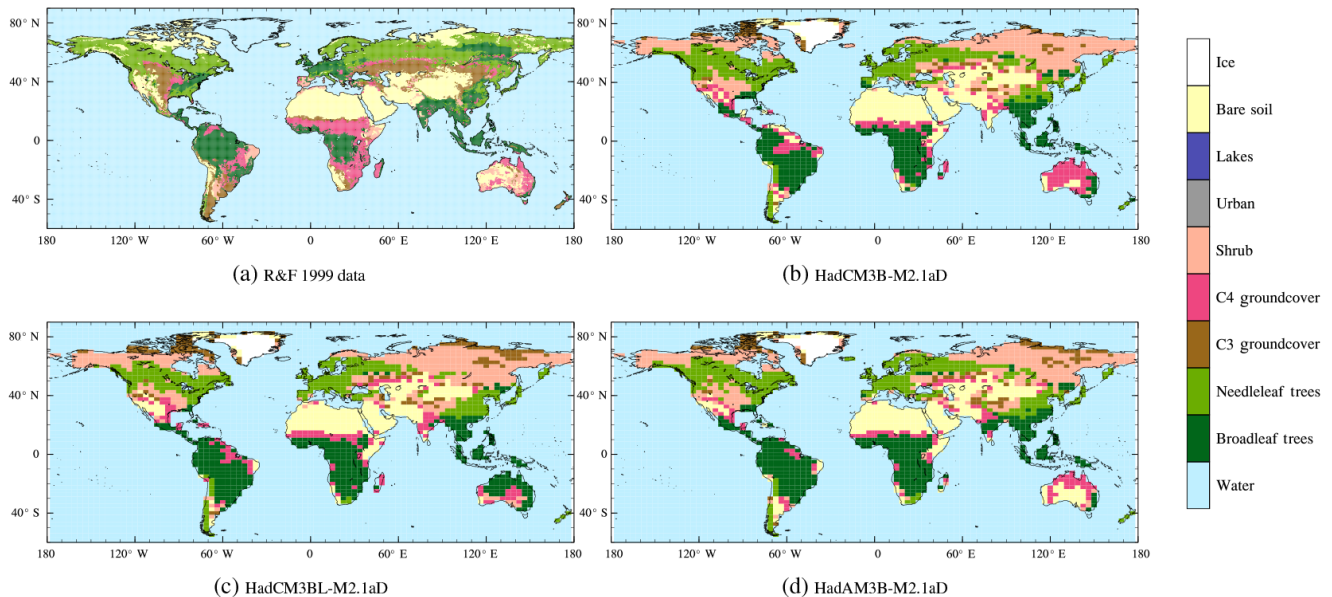 80° N
40° N
0
40° S
180
120° W
60° W
0
60° E
120° E
180
(a) R&F 1999 data
80° N
40° N
0
40° S
180
120° W
60° W
0
60° E
120° E
180
(b) HadCM3B-M2.1aD
80° N
40° N
0
40° S
180
120° W
60° W
0
60° E
120° E
180
(c) HadCM3BL-M2.1aD
80° N
40° N
0
40° S
180
120° W
60° W
0
60° E
120° E
180
(d) HadAM3B-M2.1aD
Ice
Bare soil
Lakes
Urban
Shrub
C4 groundcover
C3 groundcover
Needleleaf trees
Broadleaf trees
Water